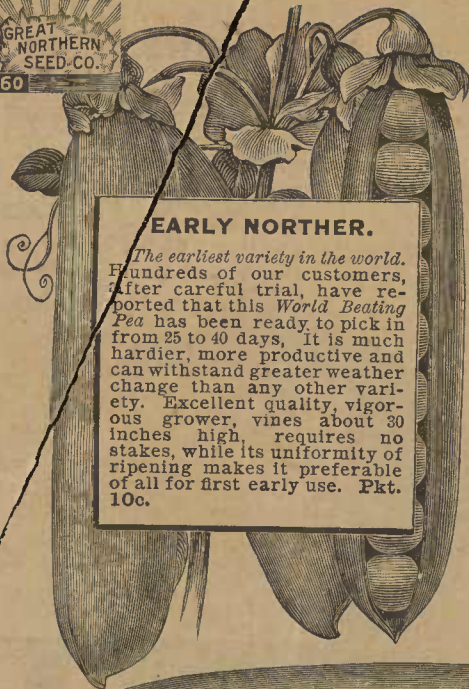 GREAT
NORTHERN
SEED CO.
60
EARLY NORTHER.
The earliest variety in the world.
Hundreds of our customers,
after careful trial, have re-
ported that this World Beating
Pea has been ready to pick in
from 25 to 40 days, It is much
hardier, more productive and
can withstand greater weather
change than any other vari-
ety. Excellent quality, vigor-
ous grower, vines about 30
inches high, requires no
stakes, while its uniformity of
ripening makes it preferable
of all for first early use. Pkt.
10c.